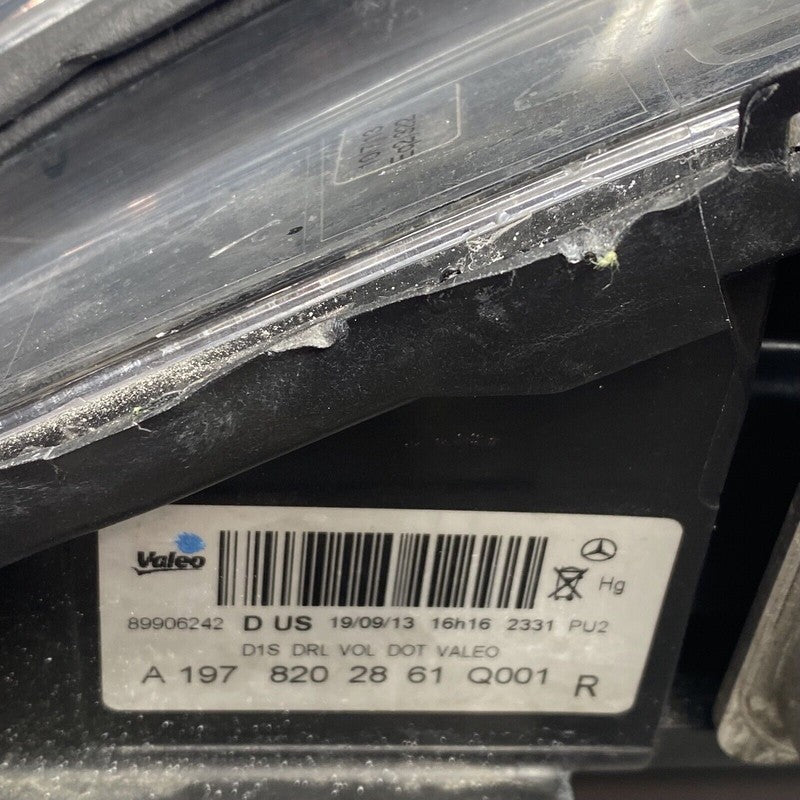 Valeo
Hg
89906242 D US 19/09/13 16h16 2331 PU2
D1S DRL VOL DOT VALEO
A 197 820 28 61 Q001 R